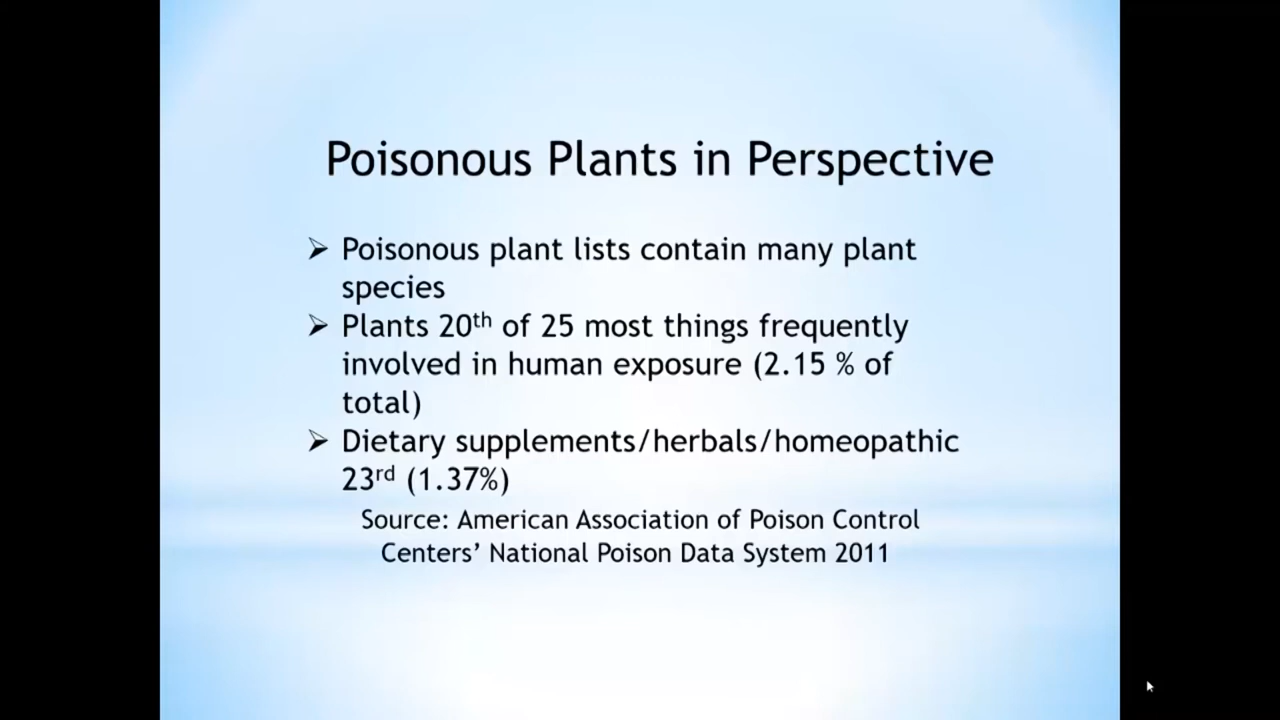 Poisonous Plants in Perspective
➢ Poisonous plant lists contain many plant
species
➢ Plants 20th of 25 most things frequently
involved in human exposure (2.15 % of
total)
➢ Dietary supplements/herbals/homeopathic
23rd (1.37%)
Source: American Association of Poison Control
Centers’ National Poison Data System 2011